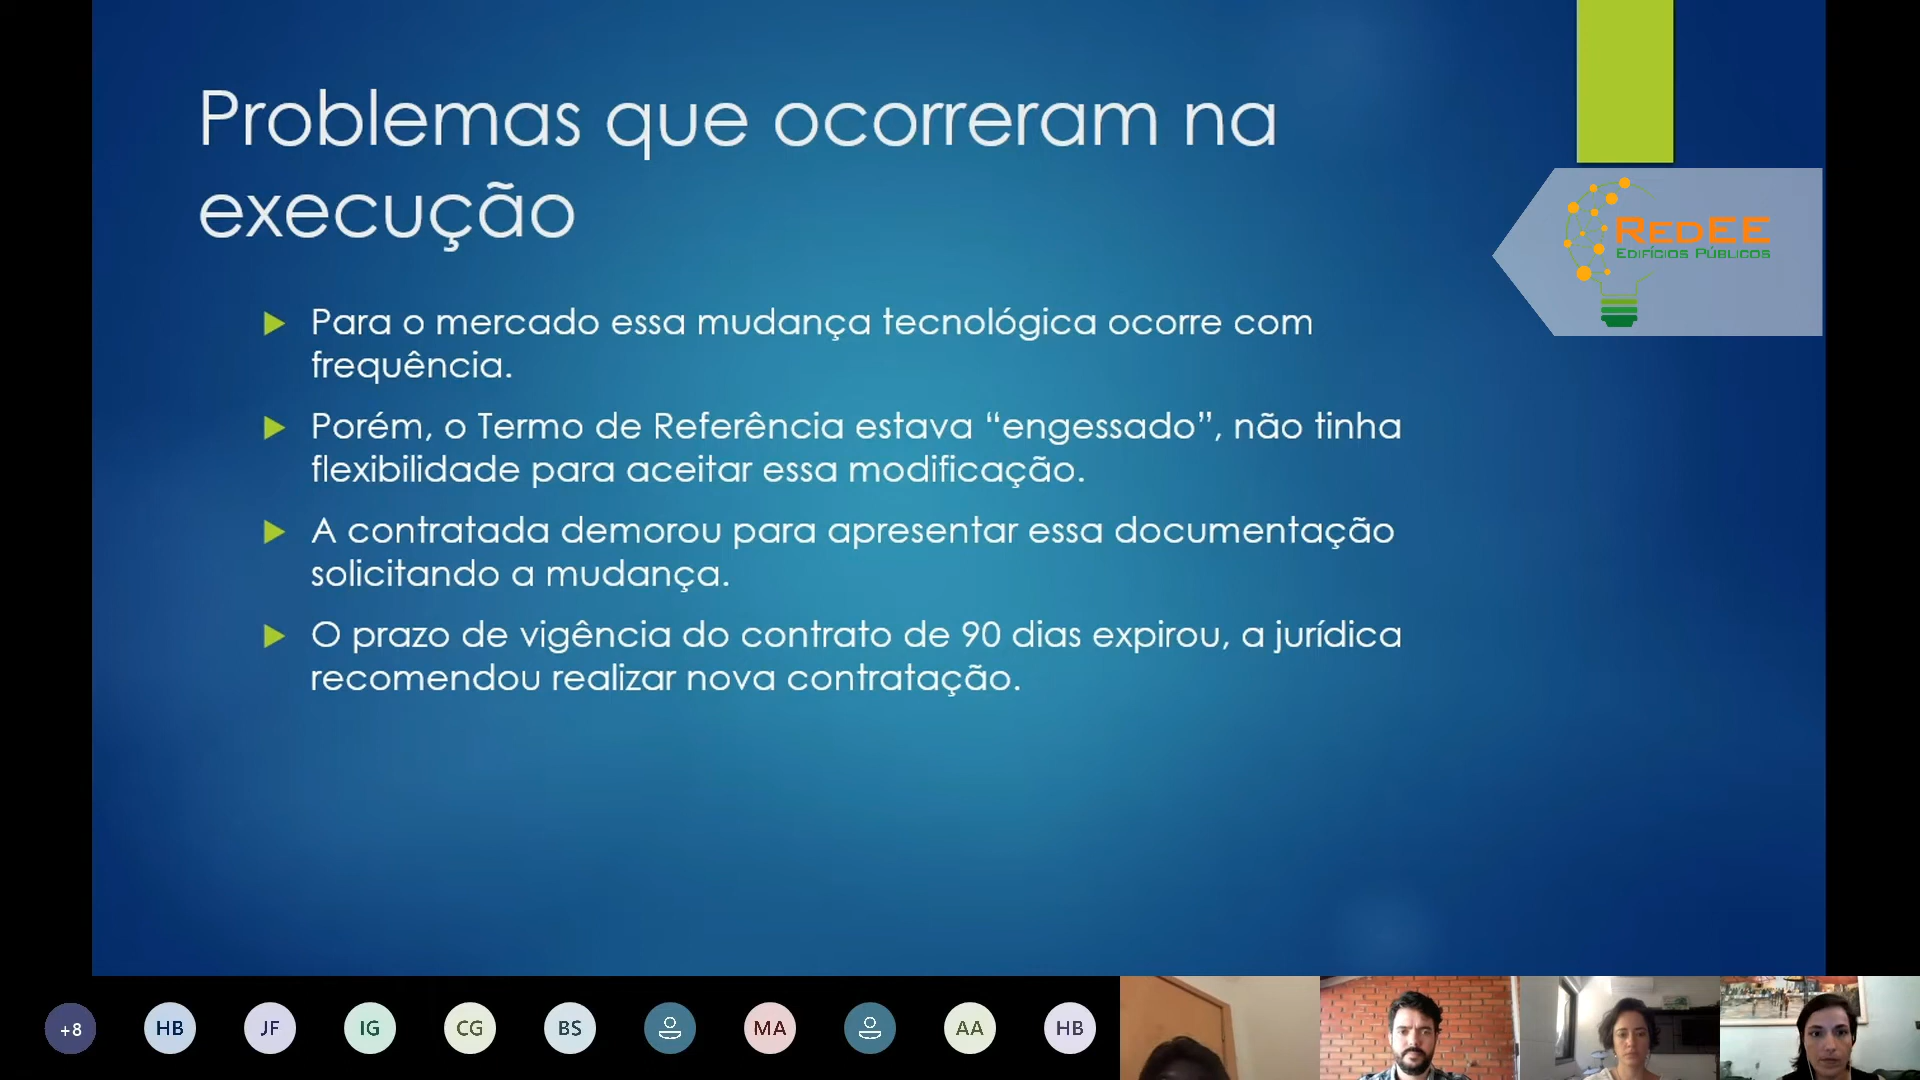 Problemas que ocorreram na
execução
REDEE
EDIFÍCIOS PÚBLICOS
Para o mercado essa mudança tecnológica ocorre com
frequência.
Porém, o Termo de Referência estava “engessado”, não tinha
flexibilidade para aceitar essa modificação.
A contratada demorou para apresentar essa documentação
solicitando a mudança.
O prazo de vigência do contrato de 90 dias expirou, a jurídica
recomendou realizar nova contratação.
+8 HB JF IG CG BS MA AA HB